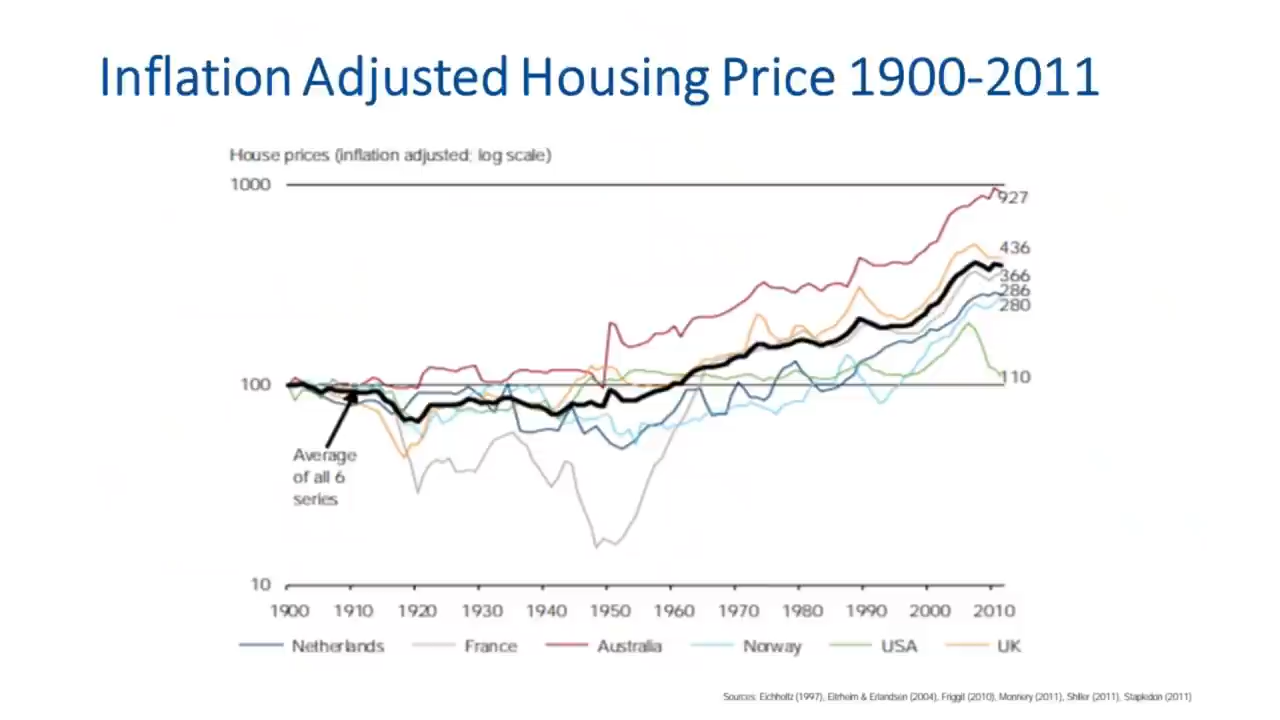 Inflation Adjusted Housing Price 1900-2011
House prices (inflation adjusted; log scale)
1000
927
436
366
286
280
100
110
Average
of all 6
series
10
1900 1910 1920 1930 1940 1950 1960 1970 1980 1990 2000 2010
Netherlands France Australia Norway USA UK
Sources: Eichholtz (1997), Eitrheim & Erlandsen (2004), Friggit (2010), Monnery (2011), Shiller (2011), Stapledon (2011)